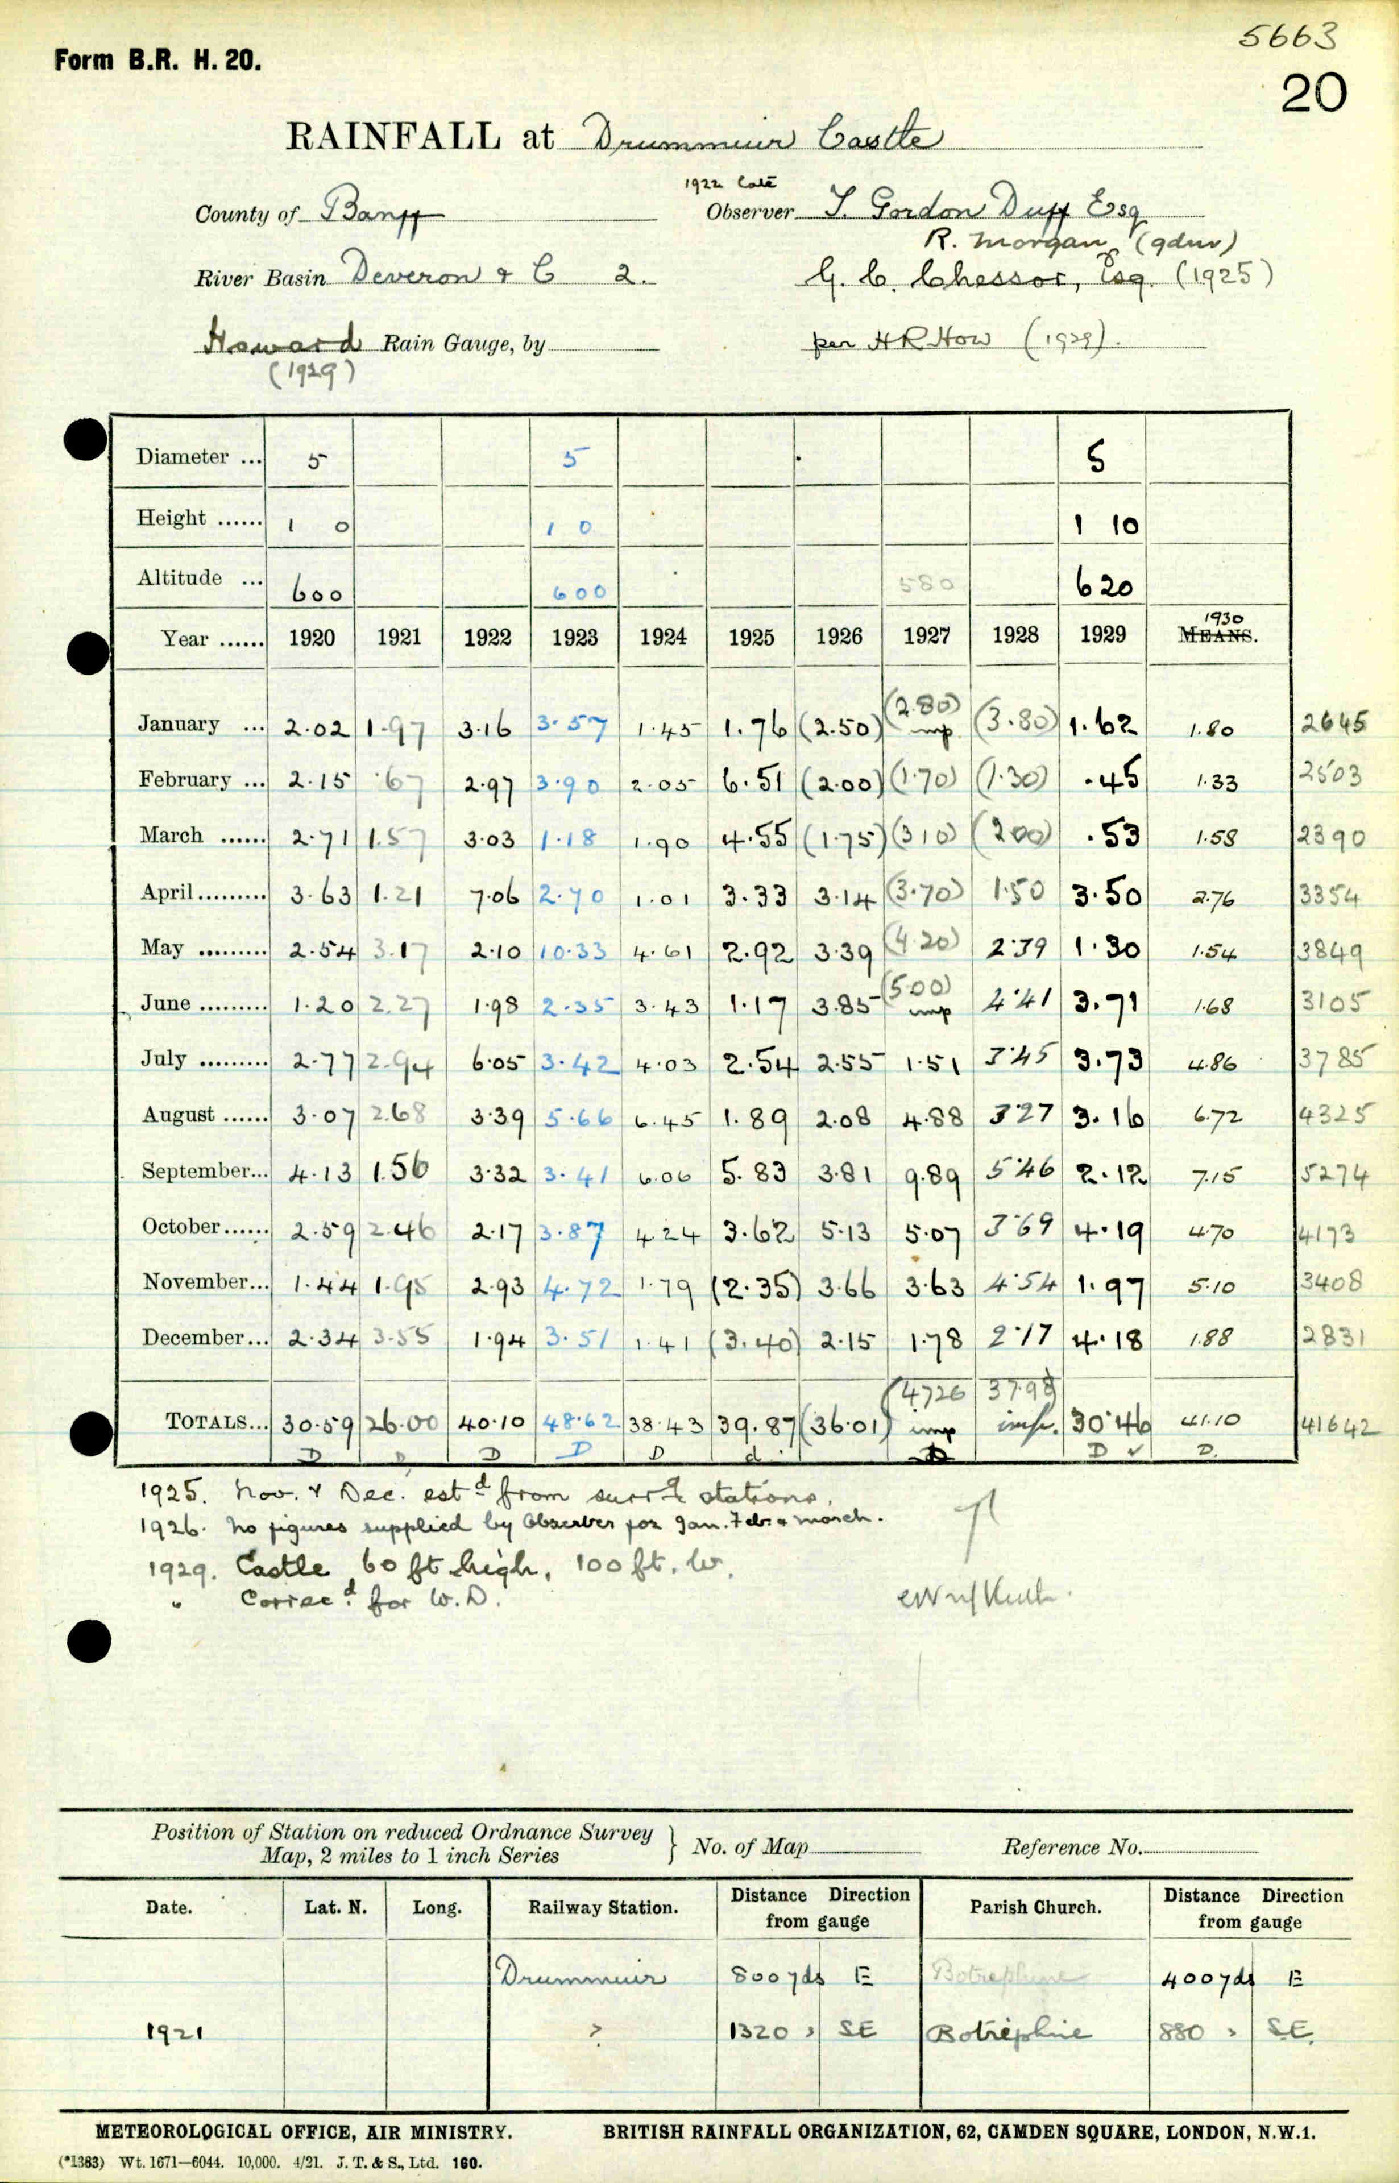 5663
Form B.R. H. 20.
20
RAINFALL at Drummuir Castle
1922 late
County of Banff Observer T. Gordon Duff Esq
R. Morgan (gdnr)
River Basin Deveron & C 2. G. C. Chessor, Esq. (1925)
Howard Rain Gauge, by per H R How (1929).
(1929)
Diameter ... 5 5 5
Height ...... 1 0 1 0 1 10
Altitude ... 600 600 580 620
1930
Year ...... 1920 1921 1922 1923 1924 1925 1926 1927 1928 1929 MEANS.
January ... 2.02 1.97 3.16 3.57 1.45 1.76 (2.50) (2.80) imp (3.80) 1.62 1.80 2645
February ... 2.15 .67 2.97 3.90 2.05 6.51 (2.00) (1.70) (1.30) .45 1.33 2503
March ...... 2.71 1.57 3.03 1.18 1.90 4.55 (1.75) (310) (200) .53 1.58 2390
April ......... 3.63 1.21 7.06 2.70 1.01 3.33 3.14 (3.70) 1.50 3.50 2.76 3354
May ......... 2.54 3.17 2.10 10.33 4.61 2.92 3.39 (4.20) 2.79 1.30 1.54 3849
June ......... 1.20 2.27 1.98 2.35 3.43 1.17 3.85 (500) imp 4.41 3.71 1.68 3105
July ......... 2.77 2.94 6.05 3.42 4.03 2.54 2.55 1.51 3.45 3.73 4.86 3785
August ...... 3.07 2.68 3.39 5.66 6.45 1.89 2.08 4.88 3.27 3.16 6.72 4325
September... 4.13 1.56 3.32 3.41 6.06 5.83 3.81 9.89 5.46 2.12 7.15 5274
October...... 2.59 2.46 2.17 3.87 4.24 3.62 5.13 5.07 3.69 4.19 4.70 4173
November... 1.44 1.95 2.93 4.72 1.79 (2.35) 3.66 3.63 4.54 1.97 5.10 3408
December... 2.34 3.55 1.94 3.51 1.41 (3.40) 2.15 1.78 2.17 4.18 1.88 2831
(4726 37.98)
TOTALS... 30.59 26.00 40.10 48.62 38.43 39.87 (36.01) imp imp. 30.46 41.10 41642
D D D D D d D D ✓ D.
1925. Nov. & Dec. estd from surrg stations.
1926. No figures supplied by Observer for Jan. Feb. & March.
1929. Castle 60 ft high, 100 ft. W.
" Correcd for W.D.
Position of Station on reduced Ordnance Survey
Map, 2 miles to 1 inch Series } No. of Map Reference No.
Date. Lat. N. Long. Railway Station. Distance Direction from gauge Parish Church. Distance Direction from gauge
Drummuir 800 yds E Botriphnie 400 yds E
1921 " 1320 " SE Botriphnie 880 " SE.
METEOROLOGICAL OFFICE, AIR MINISTRY. BRITISH RAINFALL ORGANIZATION, 62, CAMDEN SQUARE, LONDON, N.W.1.
(*1383) Wt. 1671—6044. 10,000. 4/21. J. T. & S., Ltd. 160.